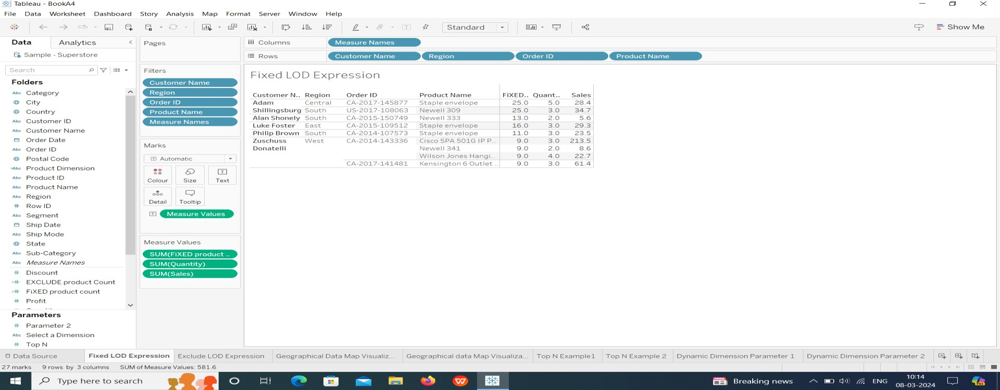 Tableau - BookA4
File Data Worksheet Dashboard Story Analysis Map Format Server Window Help
Standard
Show Me
Data Analytics
Sample - Superstore
Search
Folders
Abc Category
City
Country
Abc Customer ID
Abc Customer Name
Order Date
Abc Order ID
Postal Code
=Abc Product Dimension
Abc Product ID
Abc Product Name
Abc Region
# Row ID
Abc Segment
Ship Date
Abc Ship Mode
State
Abc Sub-Category
Abc Measure Names
# Discount
=# EXCLUDE product Count
=# FiXED product count
# Profit
Parameters
# Parameter 2
Abc Select a Dimension
# Top N
Pages
Filters
Customer Name
Region
Order ID
Product Name
Measure Names
Marks
Automatic
Colour Size Text
Detail Tooltip
Measure Values
Measure Values
SUM(FiXED product ..
SUM(Quantity)
SUM(Sales)
Columns Measure Names
Rows Customer Name Region Order ID Product Name
Fixed LOD Expression
Customer N.. Region Order ID Product Name FiXED.. Quant.. Sales
Adam Central CA-2017-145877 Staple envelope 25.0 5.0 28.4
Shillingsburg South US-2017-108063 Newell 309 25.0 3.0 34.7
Alan Shonely South CA-2015-150749 Newell 333 13.0 2.0 5.6
Luke Foster East CA-2015-109512 Staple envelope 16.0 3.0 29.3
Philip Brown South CA-2014-107573 Staple envelope 11.0 3.0 23.5
Zuschuss West CA-2014-143336 Cisco SPA 501G IP P.. 9.0 3.0 213.5
Donatelli Newell 341 9.0 2.0 8.6
Wilson Jones Hangi.. 9.0 4.0 22.7
CA-2017-141481 Kensington 6 Outlet .. 9.0 3.0 61.4
Data Source Fixed LOD Expression Exclude LOD Expression Geographical Data Map Visualiz... Geographical data Map Visualiza... Top N Example1 Top N Example 2 Dynamic Dimension Parameter 1 Dynamic Dimension Parameter 2
27 marks 9 rows by 3 columns SUM of Measure Values: 581.6
Type here to search
Breaking news
ENG
10:14
08-03-2024
PRE